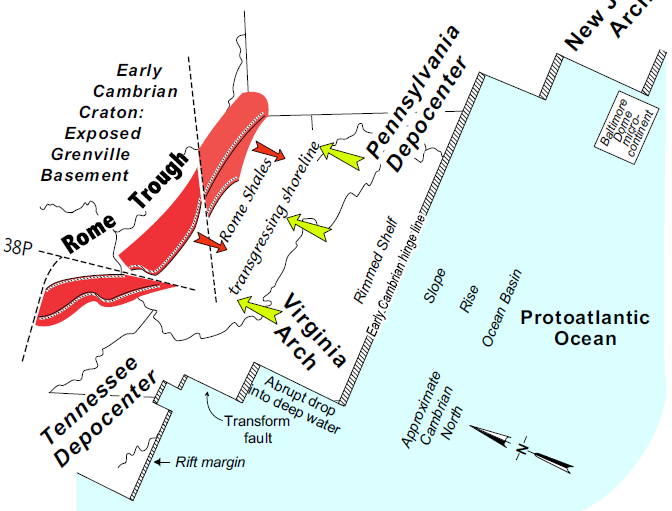 New J
Arch
Early
Cambrian
Craton:
Exposed
Grenville
Basement
Pennsylvania
Depocenter
Baltimore
Dome
micro-
continent
Rome Trough
Rome Shales
transgressing shoreline
38P
Rimmed Shelf
Early Cambrian hinge line
Slope
Rise
Ocean Basin
Protoatlantic
Ocean
Virginia
Arch
Tennessee
Depocenter
Abrupt drop
into deep water
Transform
fault
Rift margin
Approximate
Cambrian
North
N